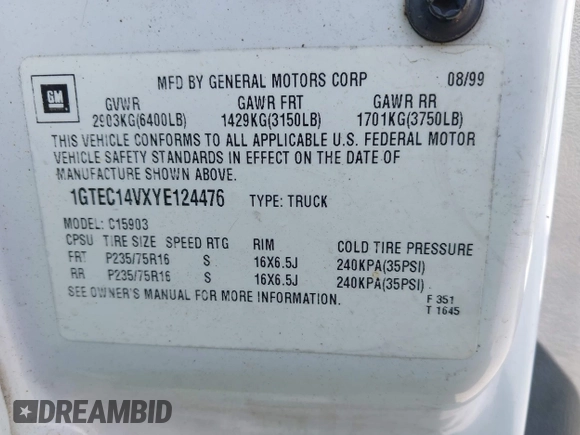 MFD BY GENERAL MOTORS CORP 08/99
GM
GVWR GAWR FRT GAWR RR
2903KG(6400LB) 1429KG(3150LB) 1701KG(3750LB)
THIS VEHICLE CONFORMS TO ALL APPLICABLE U.S. FEDERAL MOTOR
VEHICLE SAFETY STANDARDS IN EFFECT ON THE DATE OF
MANUFACTURE SHOWN ABOVE.
1GTEC14VXYE124476 TYPE: TRUCK
MODEL: C15903
CPSU TIRE SIZE SPEED RTG RIM COLD TIRE PRESSURE
FRT P235/75R16 S 16X6.5J 240KPA(35PSI)
RR P235/75R16 S 16X6.5J 240KPA(35PSI)
SEE OWNER'S MANUAL FOR MORE INFORMATION.
F 351
T 1645
DREAMBID